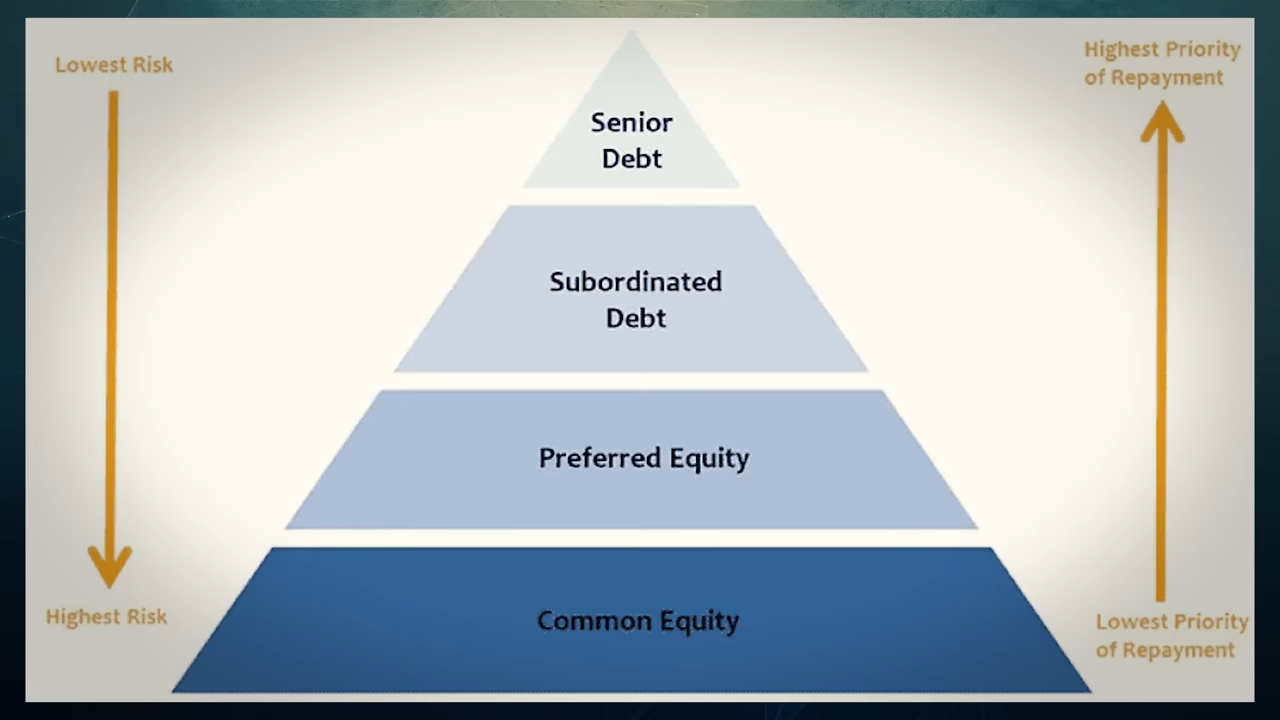 Lowest Risk
Highest Priority
of Repayment
Senior
Debt
Subordinated
Debt
Preferred Equity
Common Equity
Highest Risk
Lowest Priority
of Repayment